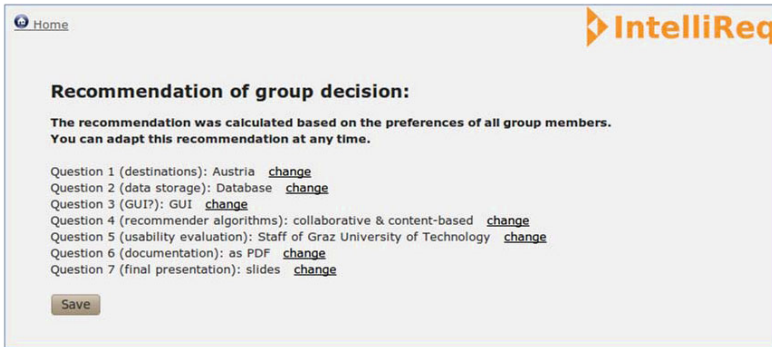 Home
IntelliReq
Recommendation of group decision:
The recommendation was calculated based on the preferences of all group members.
You can adapt this recommendation at any time.
Question 1 (destinations): Austria change
Question 2 (data storage): Database change
Question 3 (GUI?): GUI change
Question 4 (recommender algorithms): collaborative & content-based change
Question 5 (usability evaluation): Staff of Graz University of Technology change
Question 6 (documentation): as PDF change
Question 7 (final presentation): slides change
Save